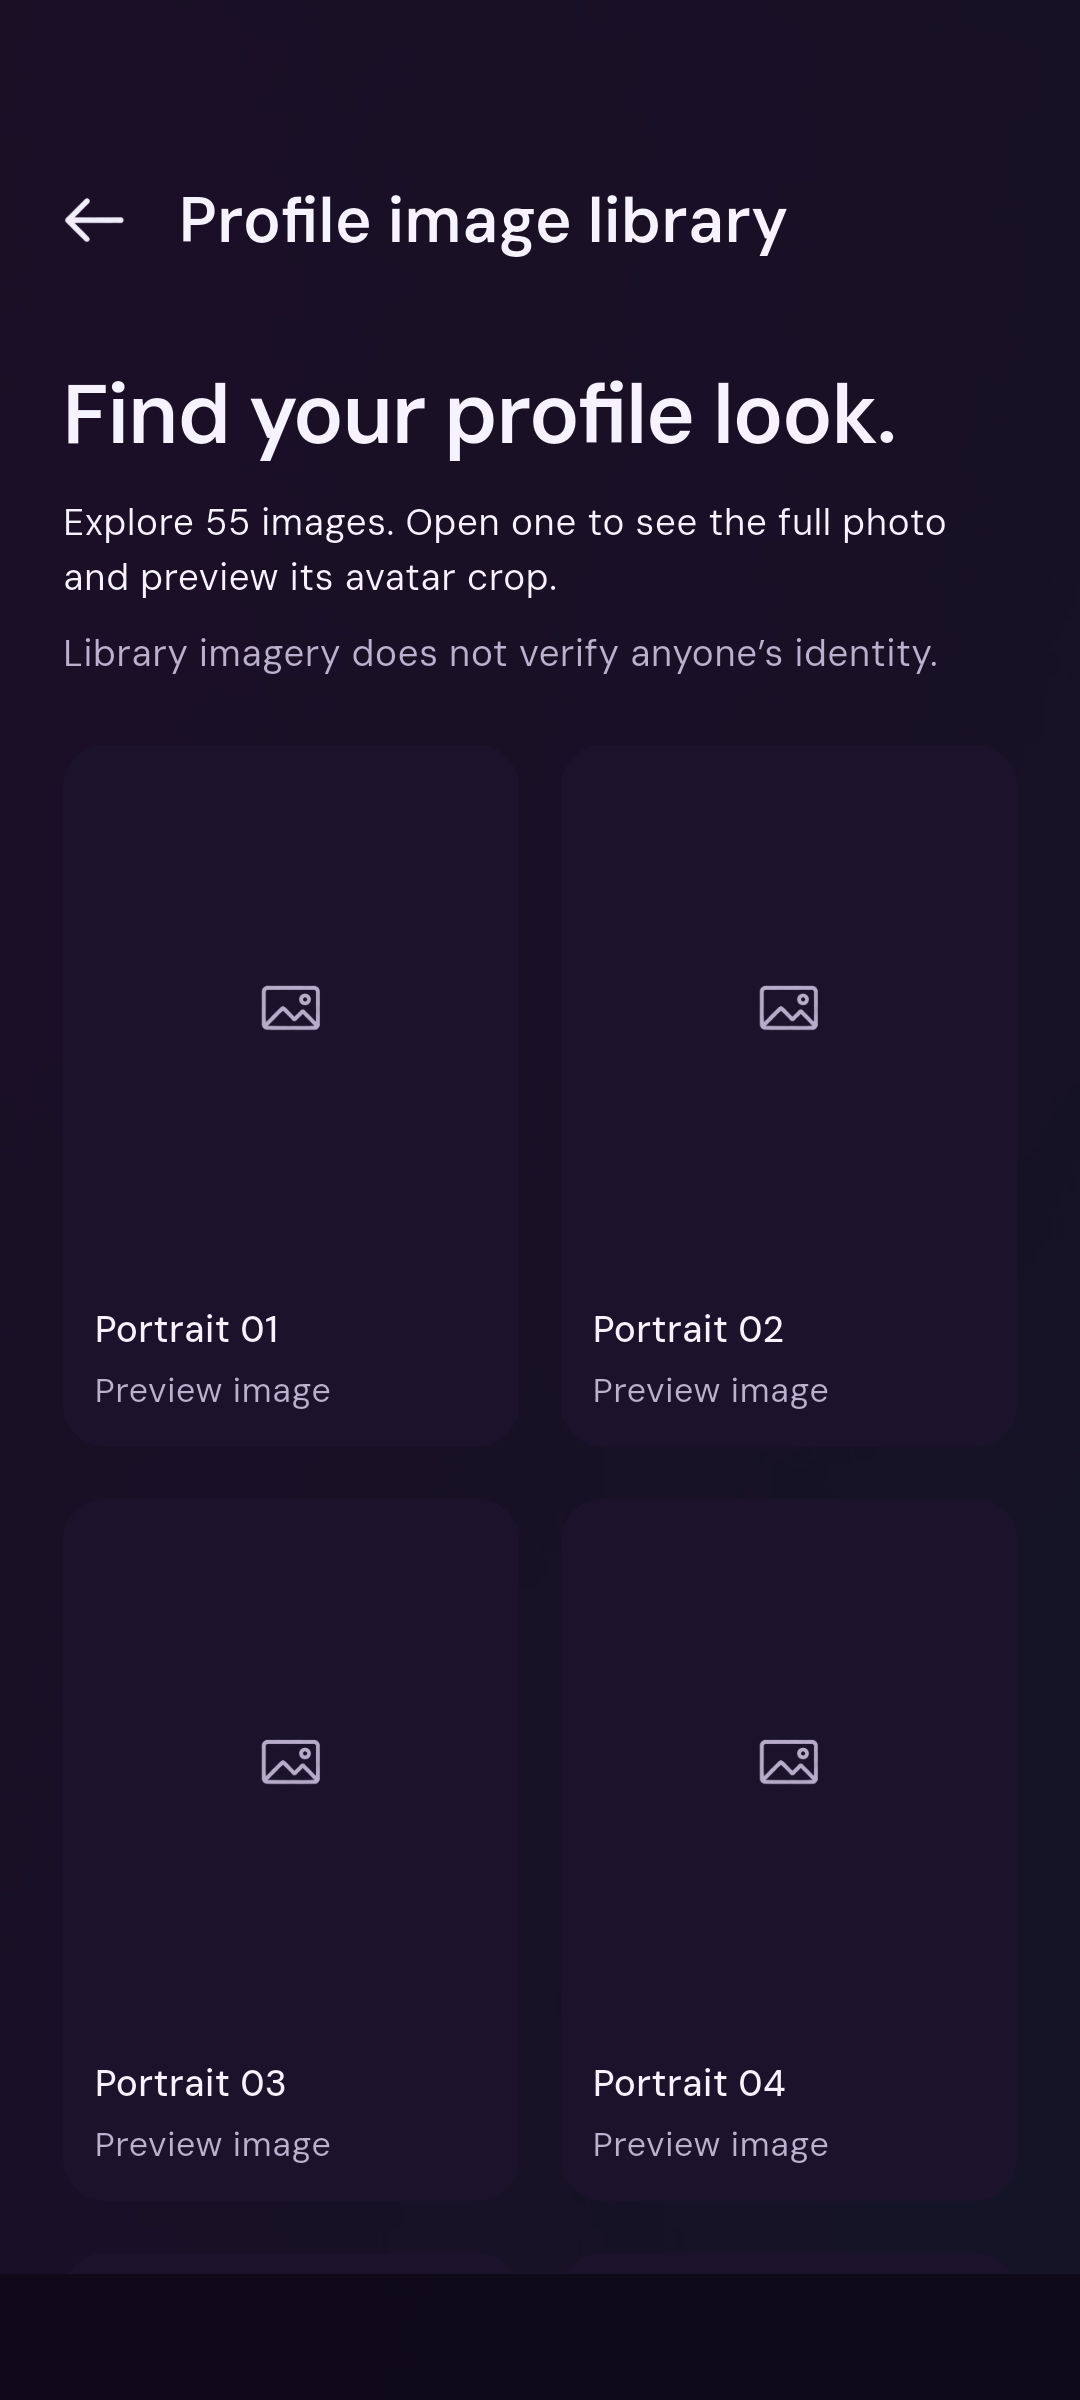 Profile image library
Find your profile look.
Explore 55 images. Open one to see the full photo
and preview its avatar crop.
Library imagery does not verify anyone’s identity.
Portrait 01
Preview image
Portrait 02
Preview image
Portrait 03
Preview image
Portrait 04
Preview image